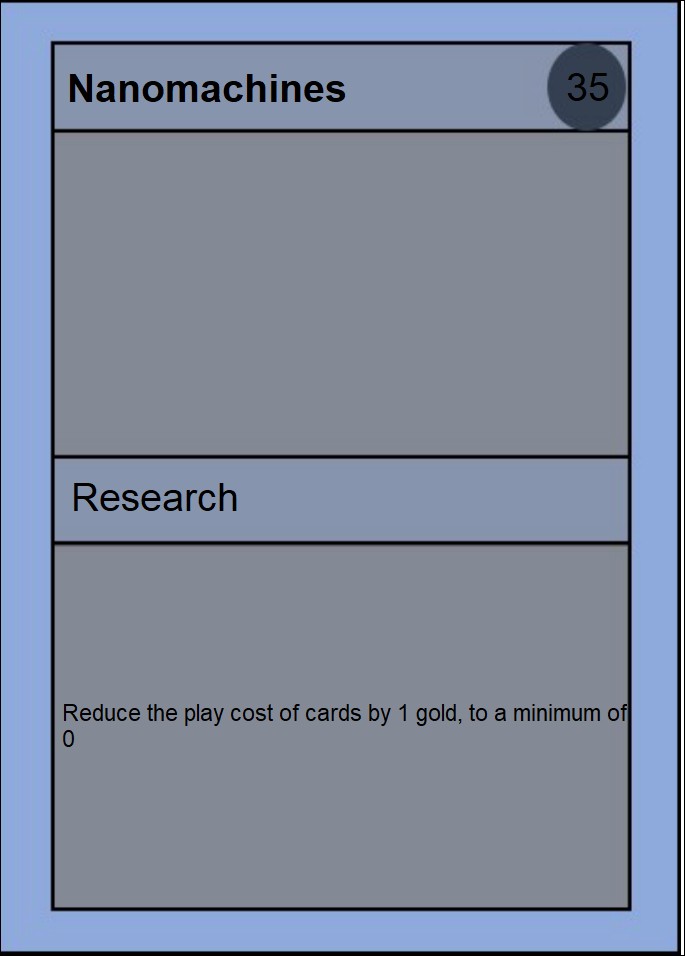 Nanomachines 35
Research
Reduce the play cost of cards by 1 gold, to a minimum of
0